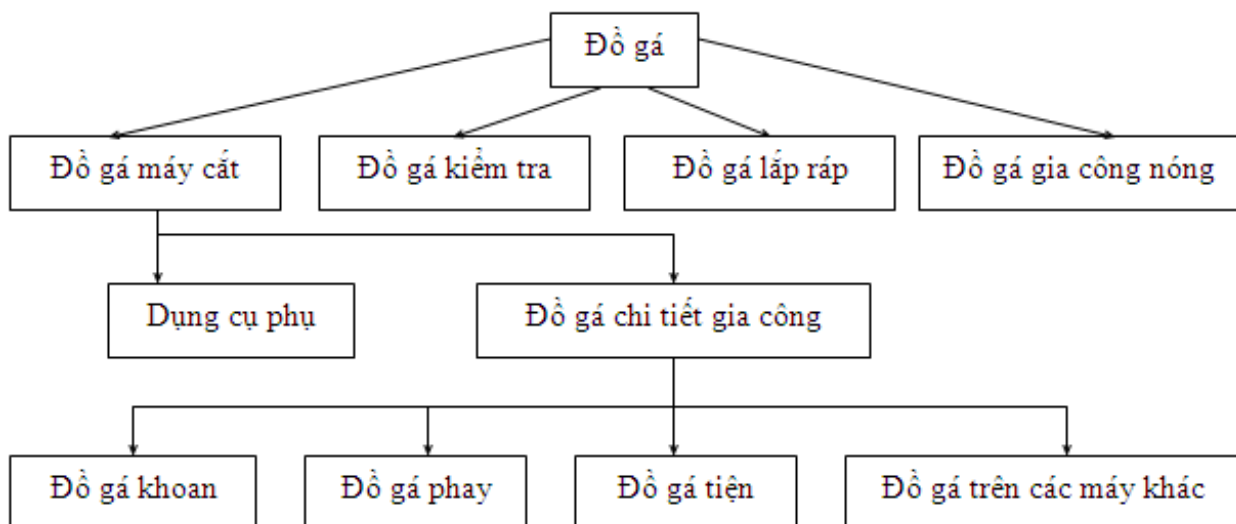 Đồ gá
Đồ gá máy cắt
Đồ gá kiểm tra
Đồ gá lắp ráp
Đồ gá gia công nóng
Dụng cụ phụ
Đồ gá chi tiết gia công
Đồ gá khoan
Đồ gá phay
Đồ gá tiện
Đồ gá trên các máy khác